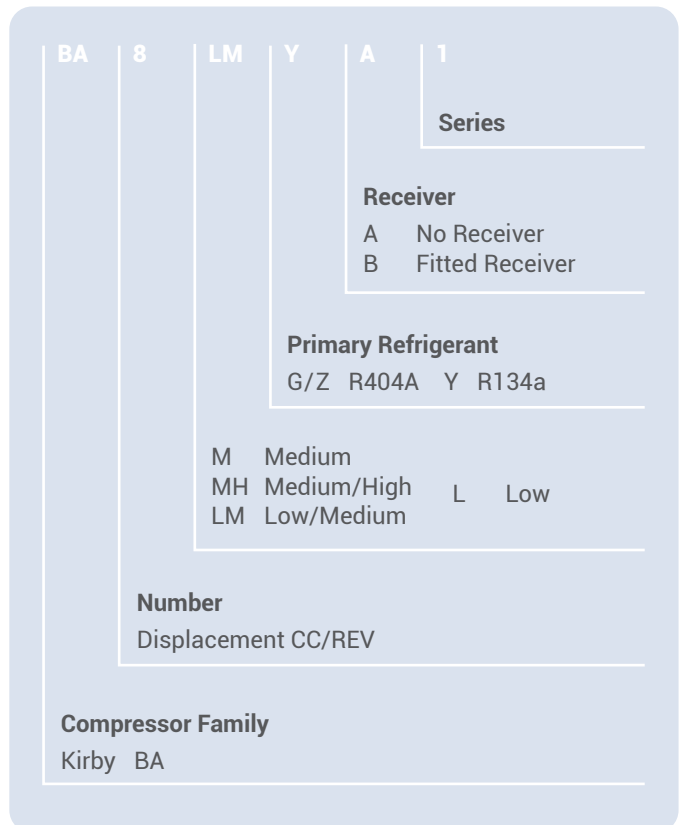 BA 8 LM Y A 1
Series
Receiver
A No Receiver
B Fitted Receiver
Primary Refrigerant
G/Z R404A Y R134a
M Medium
MH Medium/High L Low
LM Low/Medium
Number
Displacement CC/REV
Compressor Family
Kirby BA